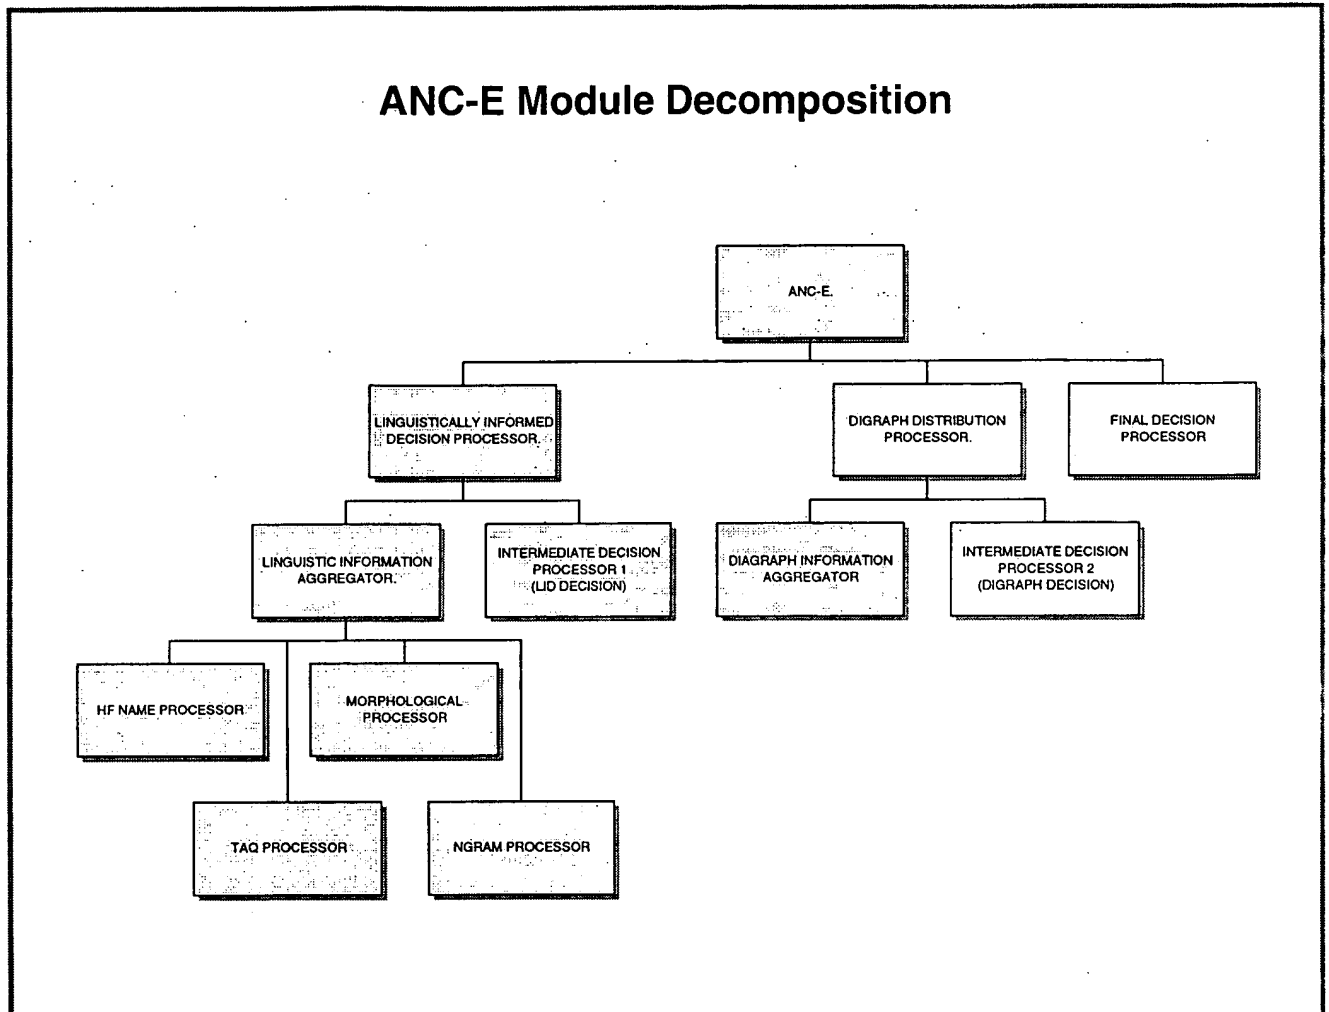 ANC-E Module Decomposition
ANC-E.
LINGUISTICALLY INFORMED
DECISION PROCESSOR.
DIGRAPH DISTRIBUTION
PROCESSOR.
FINAL DECISION
PROCESSOR
LINGUISTIC INFORMATION
AGGREGATOR.
INTERMEDIATE DECISION
PROCESSOR 1
(LID DECISION)
DIAGRAPH INFORMATION
AGGREGATOR
INTERMEDIATE DECISION
PROCESSOR 2
(DIGRAPH DECISION)
HF NAME PROCESSOR
MORPHOLOGICAL
PROCESSOR
TAQ PROCESSOR
NGRAM PROCESSOR